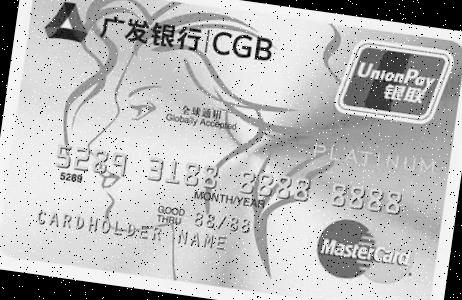 广发银行|CGB
UnionPay
银联
全球通用
Globally Accepted
PLATINUM
5289 3188 8888 8888
5289
MONTH/YEAR
GOOD THRU 88/88
CARDHOLDER NAME
MasterCard